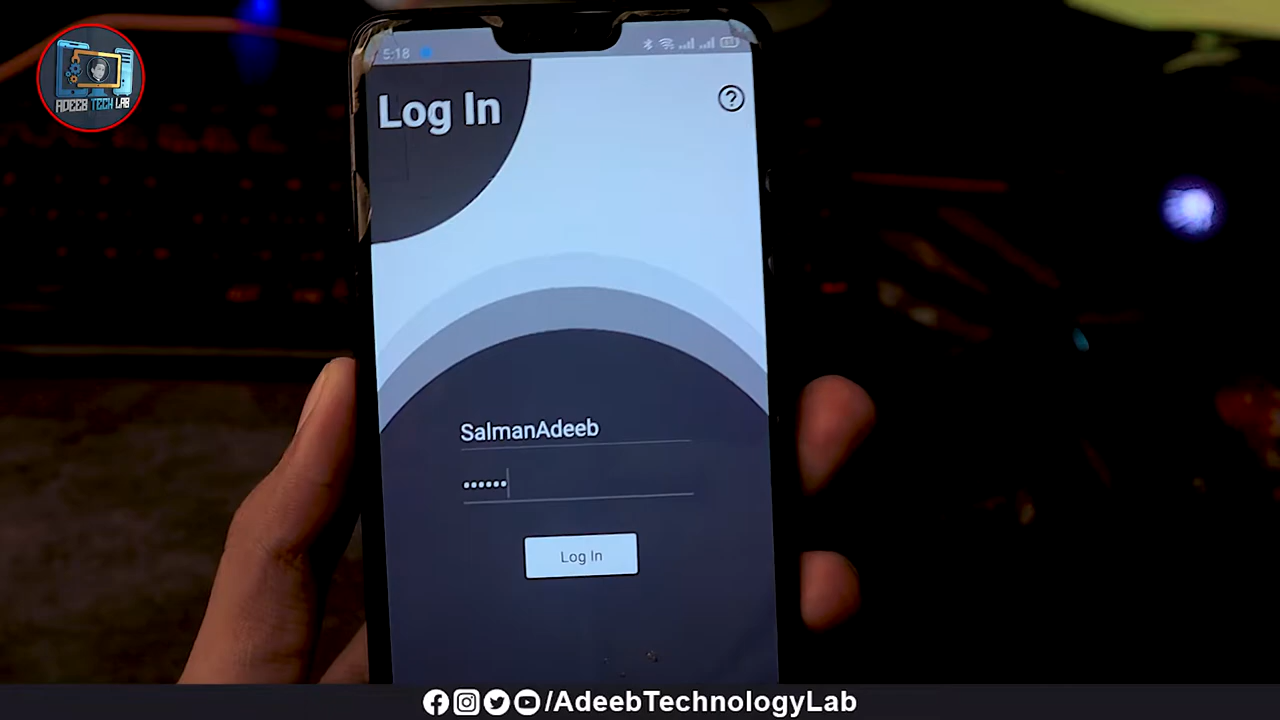 ADEEB TECH LAB
5:18
Log In
?
SalmanAdeeb
••••••
Log In
/AdeebTechnologyLab